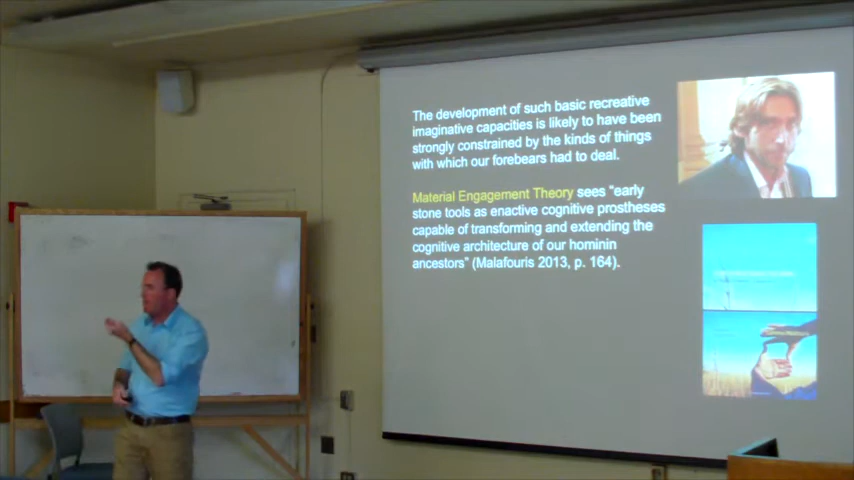 The development of such basic recreative
imaginative capacities is likely to have been
strongly constrained by the kinds of things
with which our forebears had to deal.
Material Engagement Theory sees "early
stone tools as enactive cognitive prostheses
capable of transforming and extending the
cognitive architecture of our hominin
ancestors" (Malafouris 2013, p. 164).